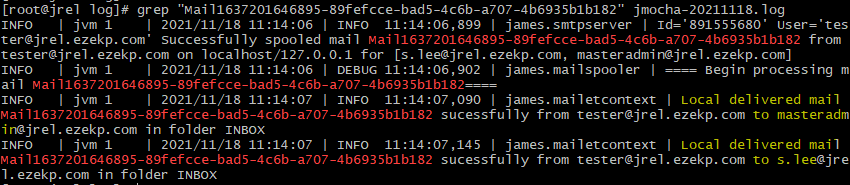 [root@jrel log]# grep "Mail1637201646895-89fefcce-bad5-4c6b-a707-4b6935b1b182" jmocha-20211118.log
INFO   | jvm 1    | 2021/11/18 11:14:06 | INFO  11:14:06,899 | james.smtpserver | Id='891555680' User='tes
ter@jrel.ezekp.com' Successfully spooled mail Mail1637201646895-89fefcce-bad5-4c6b-a707-4b6935b1b182 from
tester@jrel.ezekp.com on localhost/127.0.0.1 for [s.lee@jrel.ezekp.com, masteradmin@jrel.ezekp.com]
INFO   | jvm 1    | 2021/11/18 11:14:06 | DEBUG 11:14:06,902 | james.mailspooler | ==== Begin processing m
ail Mail1637201646895-89fefcce-bad5-4c6b-a707-4b6935b1b182====
INFO   | jvm 1    | 2021/11/18 11:14:07 | INFO  11:14:07,090 | james.mailetcontext | Local delivered mail
Mail1637201646895-89fefcce-bad5-4c6b-a707-4b6935b1b182 sucessfully from tester@jrel.ezekp.com to masteradm
in@jrel.ezekp.com in folder INBOX
INFO   | jvm 1    | 2021/11/18 11:14:07 | INFO  11:14:07,145 | james.mailetcontext | Local delivered mail
Mail1637201646895-89fefcce-bad5-4c6b-a707-4b6935b1b182 sucessfully from tester@jrel.ezekp.com to s.lee@jre
l.ezekp.com in folder INBOX